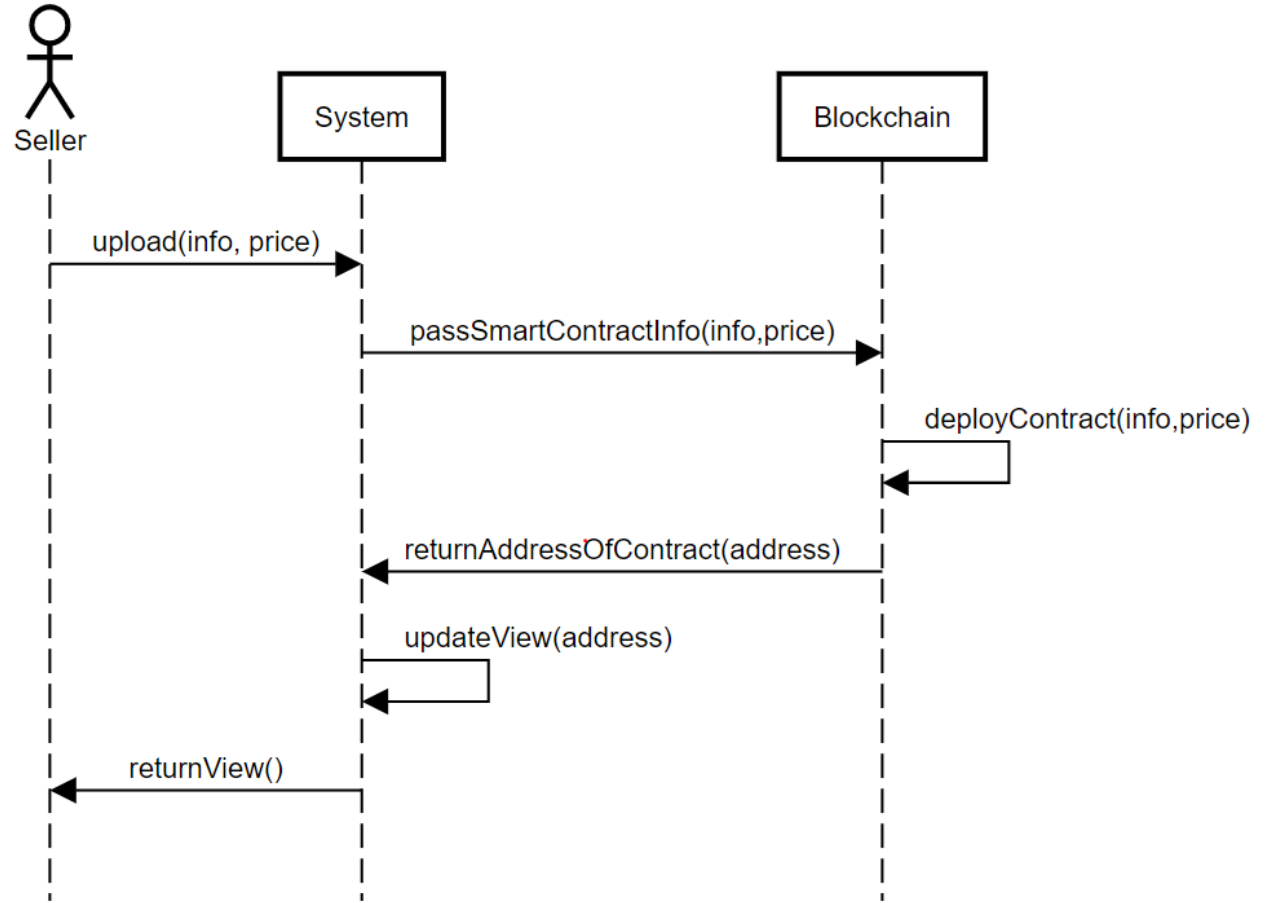 Seller
System
Blockchain
upload(info, price)
passSmartContractInfo(info,price)
deployContract(info,price)
returnAddressOfContract(address)
updateView(address)
returnView()